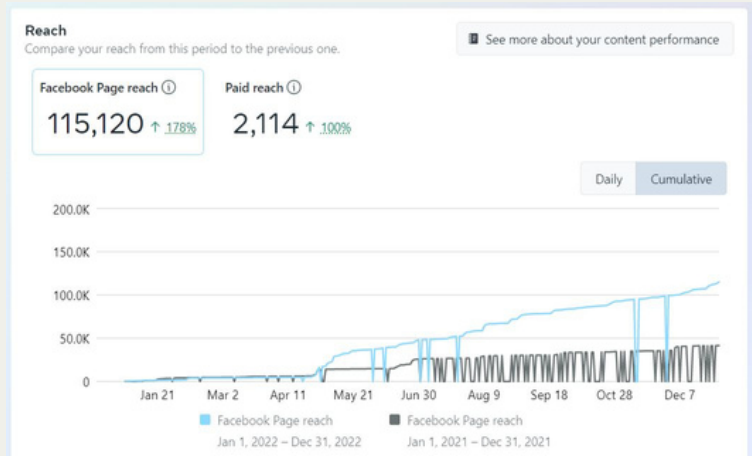 Reach
Compare your reach from this period to the previous one.
See more about your content performance
Facebook Page reach
Paid reach
115,120 ↑ 178%
2,114 ↑ 100%
Daily
Cumulative
200.0K
150.0K
100.0K
50.0K
0
Jan 21 Mar 2 Apr 11 May 21 Jun 30 Aug 9 Sep 18 Oct 28 Dec 7
Facebook Page reach
Jan 1, 2022 – Dec 31, 2022
Facebook Page reach
Jan 1, 2021 – Dec 31, 2021